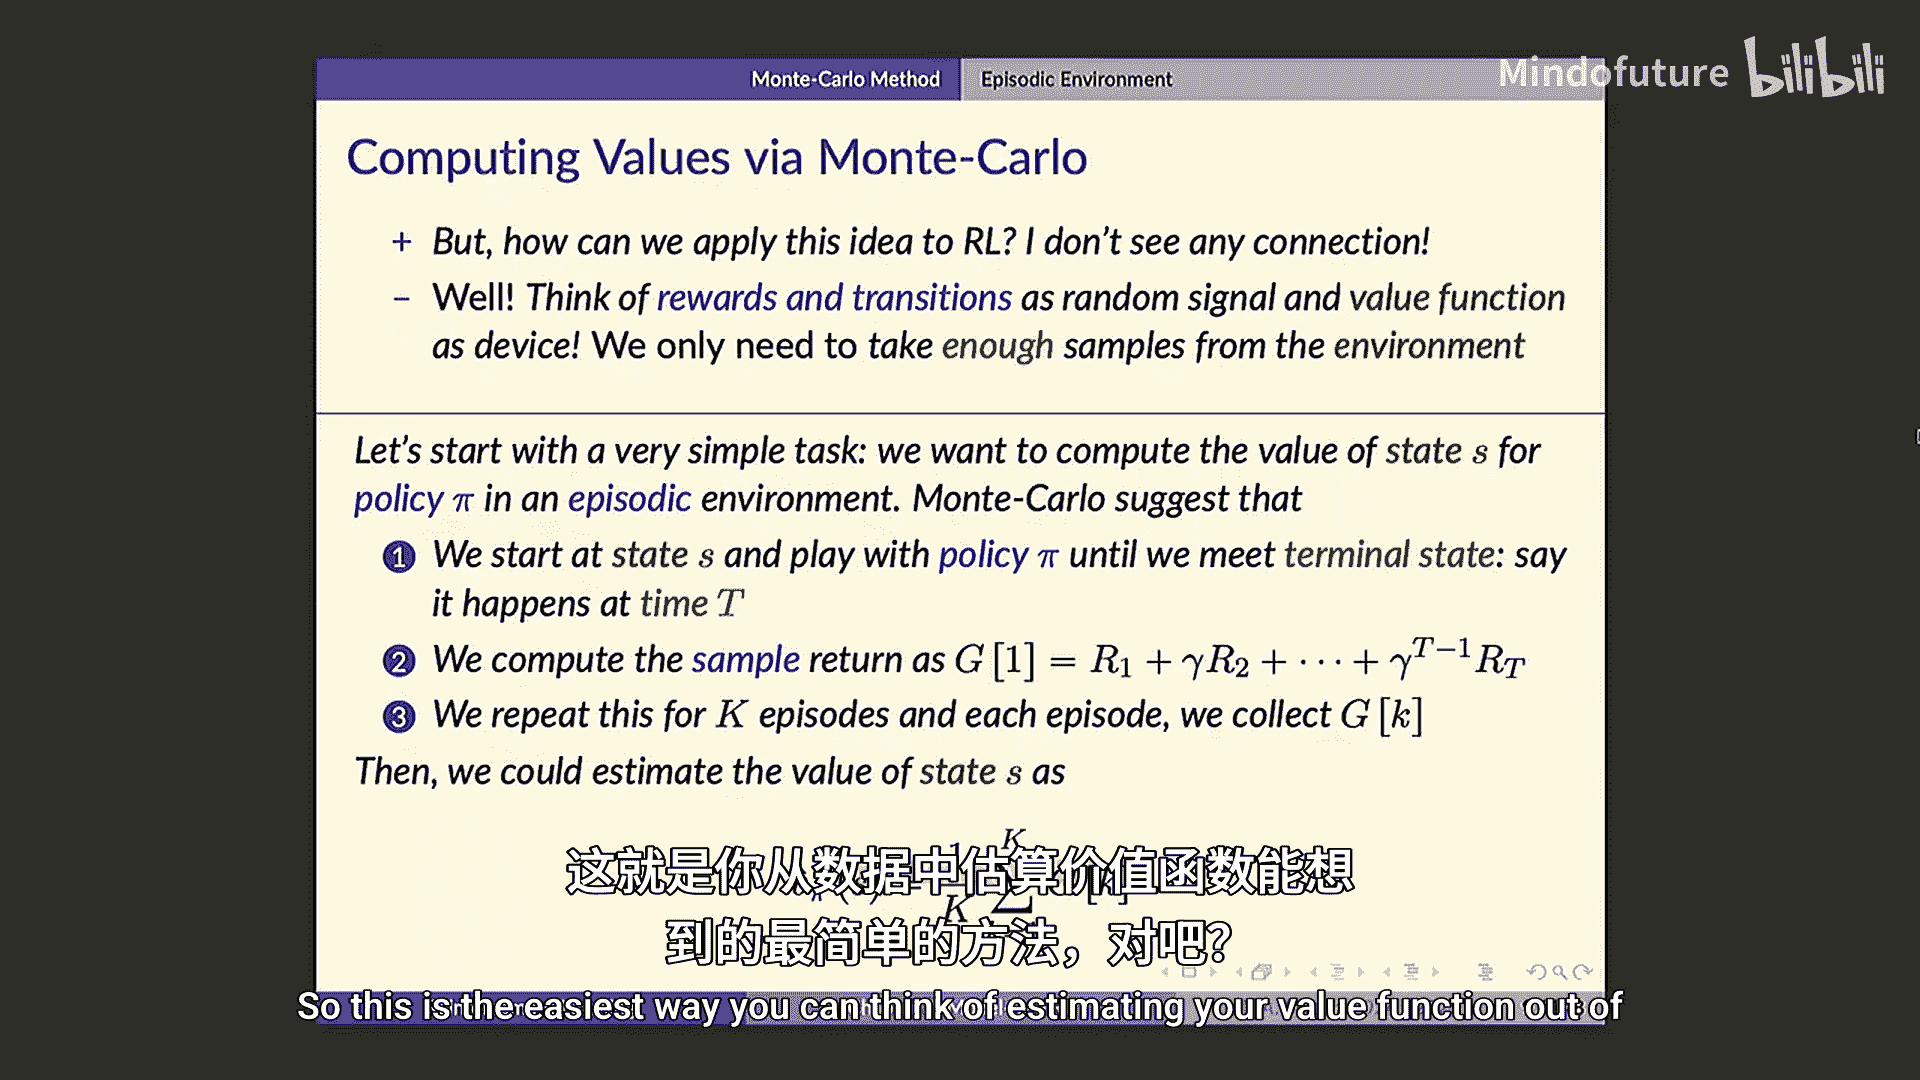 Monte-Carlo Method
Episodic Environment
Mindofuture bilibili
Computing Values via Monte-Carlo
+ But, how can we apply this idea to RL? I don't see any connection!
– Well! Think of rewards and transitions as random signal and value function
as device! We only need to take enough samples from the environment
Let's start with a very simple task: we want to compute the value of state s for
policy π in an episodic environment. Monte-Carlo suggest that
1 We start at state s and play with policy π until we meet terminal state: say
it happens at time T
2 We compute the sample return as G [1] = R₁ + γR₂ + ··· + γ^{T−1}R_T
3 We repeat this for K episodes and each episode, we collect G [k]
Then, we could estimate the value of state s as
这就是你从数据中估算价值函数能想
到的最简单的方法，对吧？
So this is the easiest way you can think of estimating your value function out of